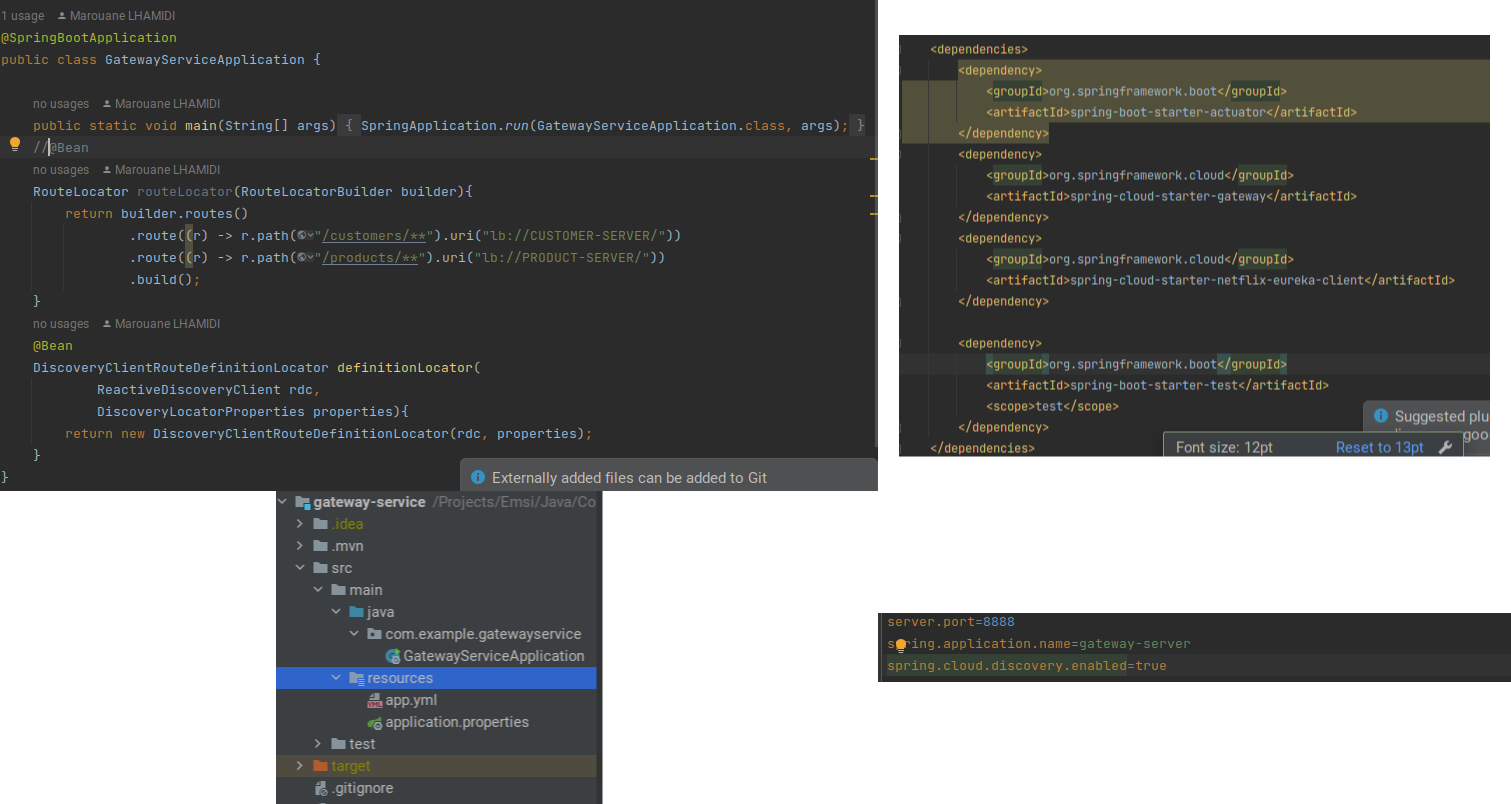 1 usage Marouane LHAMIDI
@SpringBootApplication
public class GatewayServiceApplication {
no usages Marouane LHAMIDI
public static void main(String[] args) { SpringApplication.run(GatewayServiceApplication.class, args); }
//@Bean
no usages Marouane LHAMIDI
RouteLocator routeLocator(RouteLocatorBuilder builder){
return builder.routes()
.route((r) -> r.path("/customers/**").uri("lb://CUSTOMER-SERVER/"))
.route((r) -> r.path("/products/**").uri("lb://PRODUCT-SERVER/"))
.build();
}
no usages Marouane LHAMIDI
@Bean
DiscoveryClientRouteDefinitionLocator definitionLocator(
ReactiveDiscoveryClient rdc,
DiscoveryLocatorProperties properties){
return new DiscoveryClientRouteDefinitionLocator(rdc, properties);
}
}
Externally added files can be added to Git
<dependencies>
<dependency>
<groupId>org.springframework.boot</groupId>
<artifactId>spring-boot-starter-actuator</artifactId>
</dependency>
<dependency>
<groupId>org.springframework.cloud</groupId>
<artifactId>spring-cloud-starter-gateway</artifactId>
</dependency>
<dependency>
<groupId>org.springframework.cloud</groupId>
<artifactId>spring-cloud-starter-netflix-eureka-client</artifactId>
</dependency>
<dependency>
<groupId>org.springframework.boot</groupId>
<artifactId>spring-boot-starter-test</artifactId>
<scope>test</scope>
</dependency>
</dependencies>
Suggested plu
goo
Font size: 12pt Reset to 13pt
gateway-service /Projects/Emsi/Java/Co
.idea
.mvn
src
main
java
com.example.gatewayservice
GatewayServiceApplication
resources
app.yml
application.properties
test
target
.gitignore
server.port=8888
spring.application.name=gateway-server
spring.cloud.discovery.enabled=true